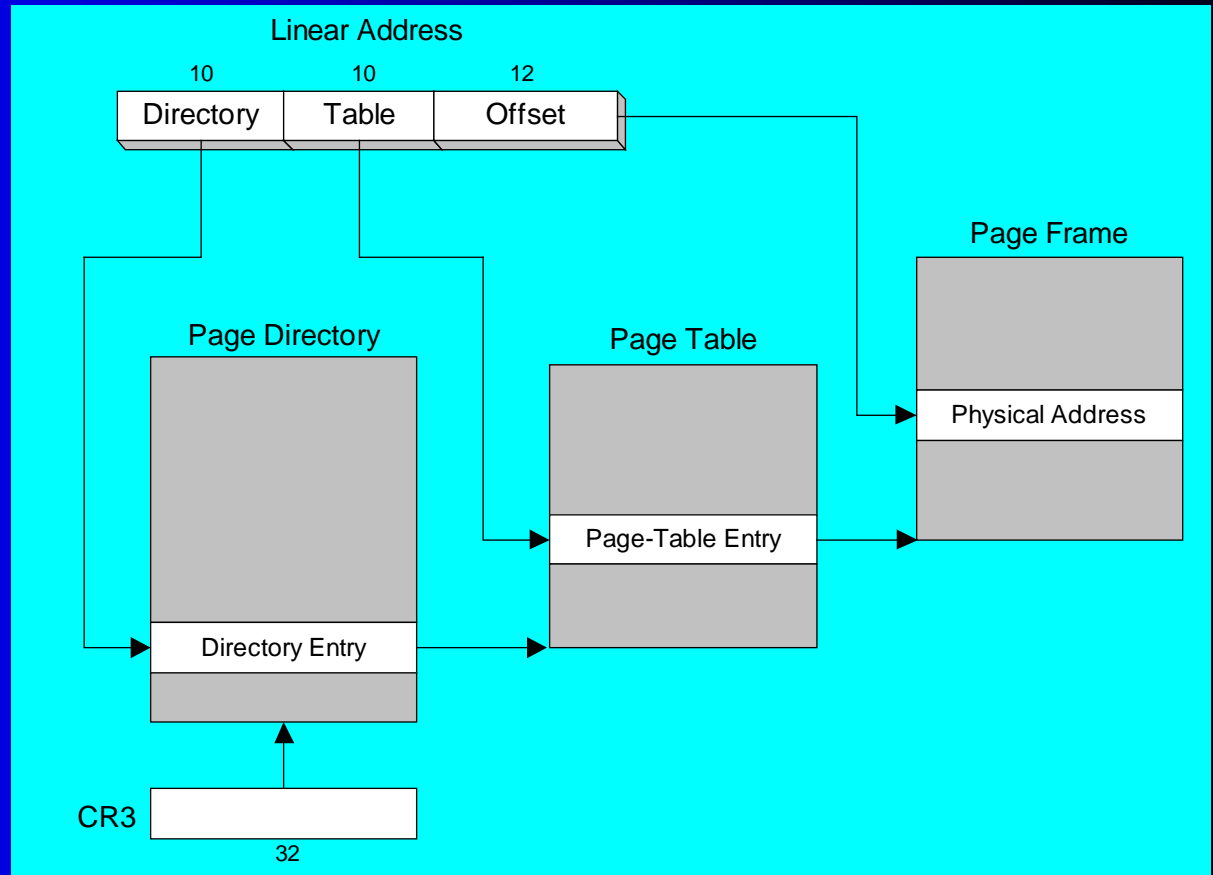 Linear Address
10 10 12
Directory Table Offset
Page Frame
Page Directory
Page Table
Physical Address
Page-Table Entry
Directory Entry
CR3
32